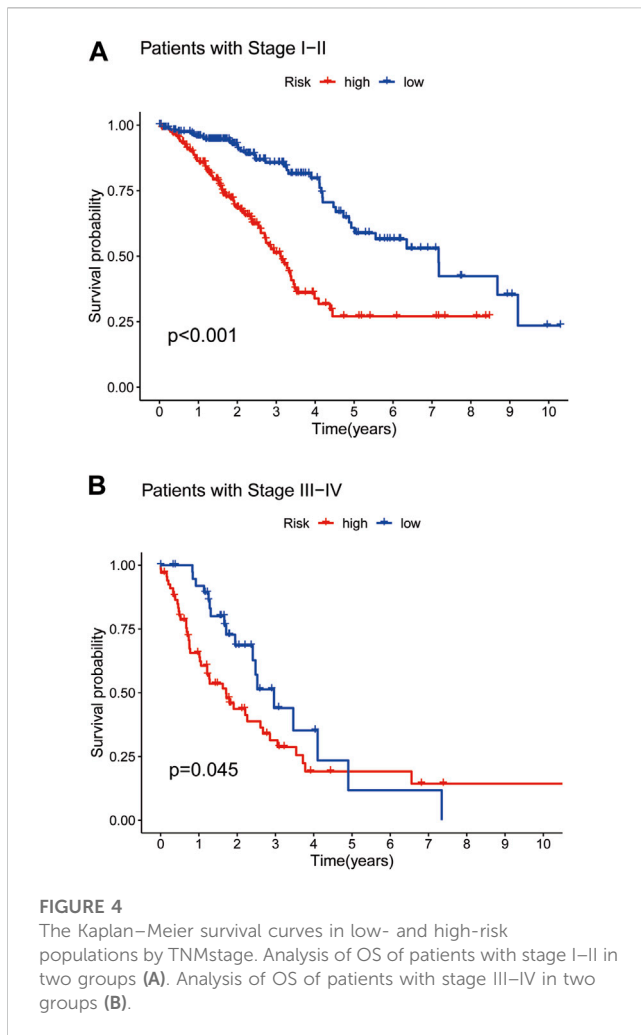 A Patients with Stage I−II
Risk high low
1.00
0.75
0.50
0.25
0.00
Survival probability
p<0.001
0 1 2 3 4 5 6 7 8 9 10
Time(years)
B Patients with Stage III−IV
Risk high low
1.00
0.75
0.50
0.25
0.00
Survival probability
p=0.045
0 1 2 3 4 5 6 7 8 9 10
Time(years)
FIGURE 4
The Kaplan–Meier survival curves in low- and high-risk
populations by TNMstage. Analysis of OS of patients with stage I–II in
two groups (A). Analysis of OS of patients with stage III–IV in two
groups (B).